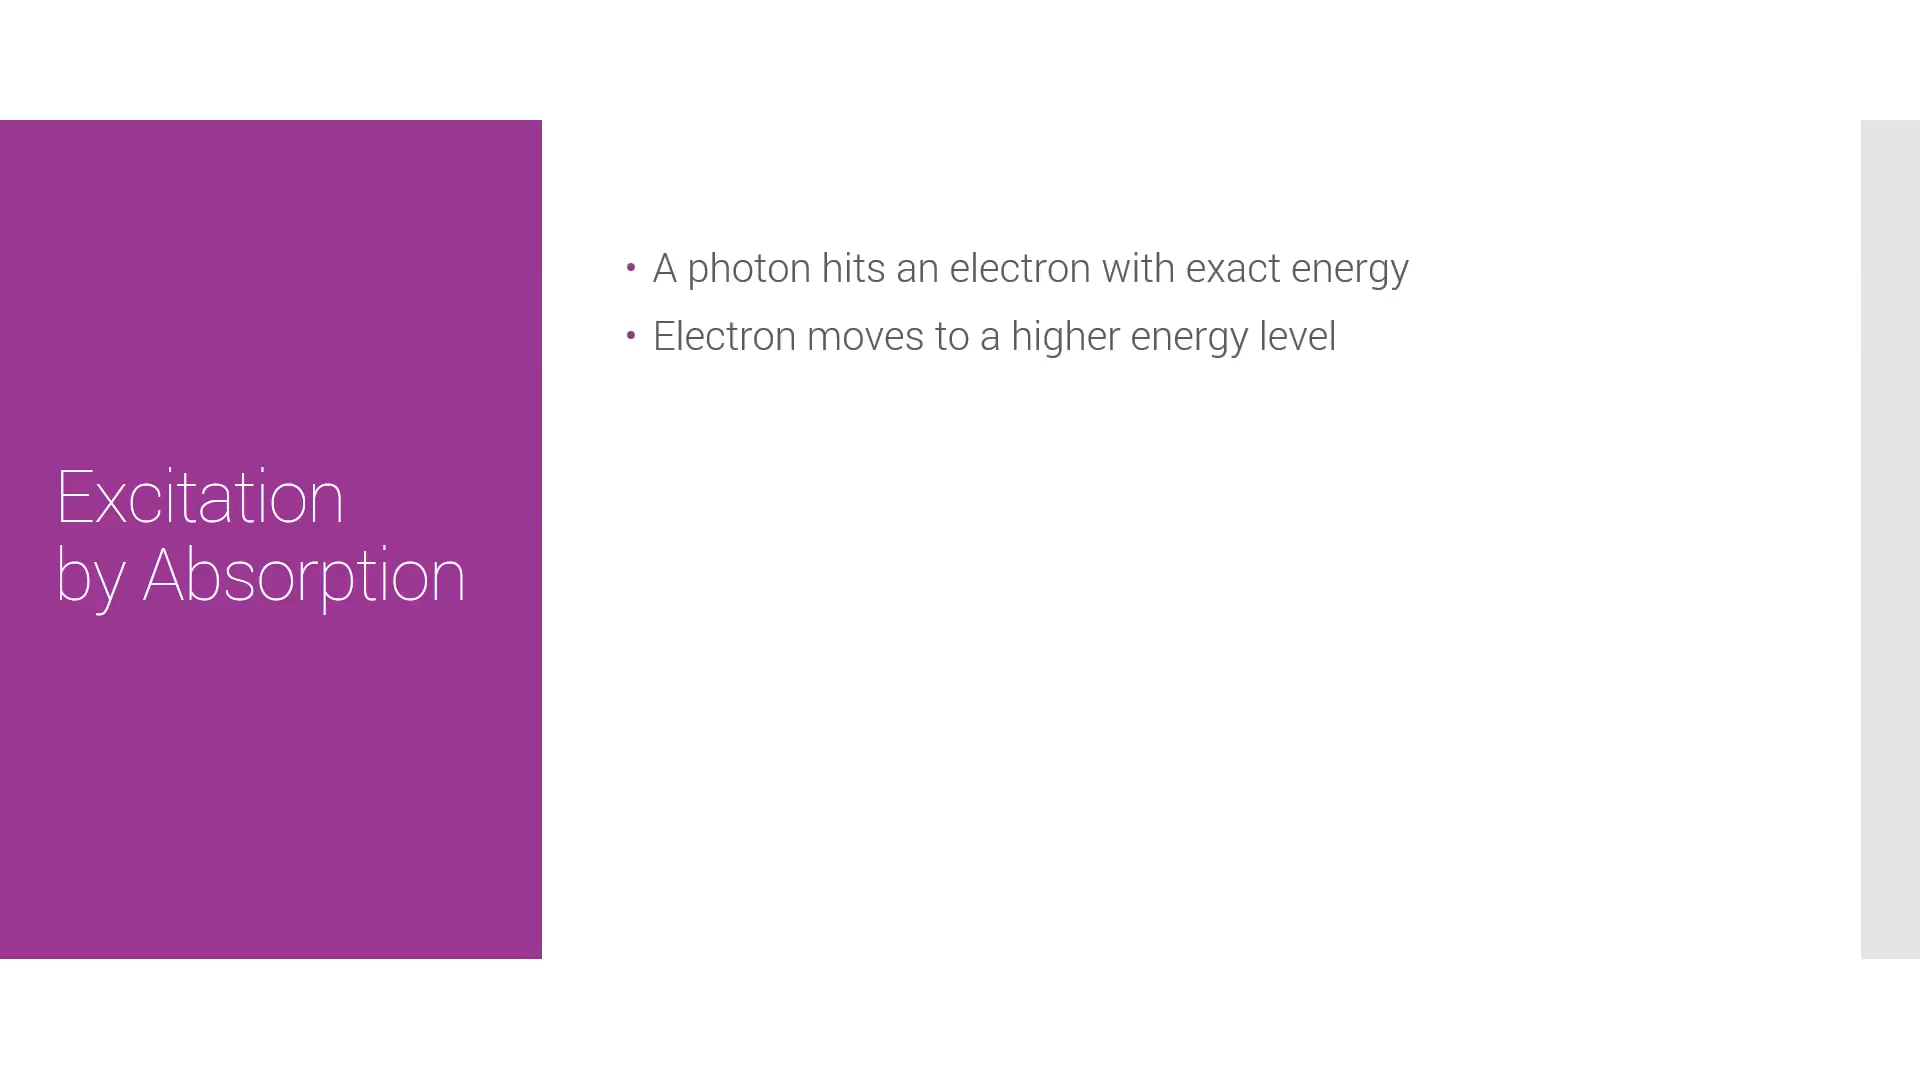 Excitation
by Absorption
• A photon hits an electron with exact energy
• Electron moves to a higher energy level